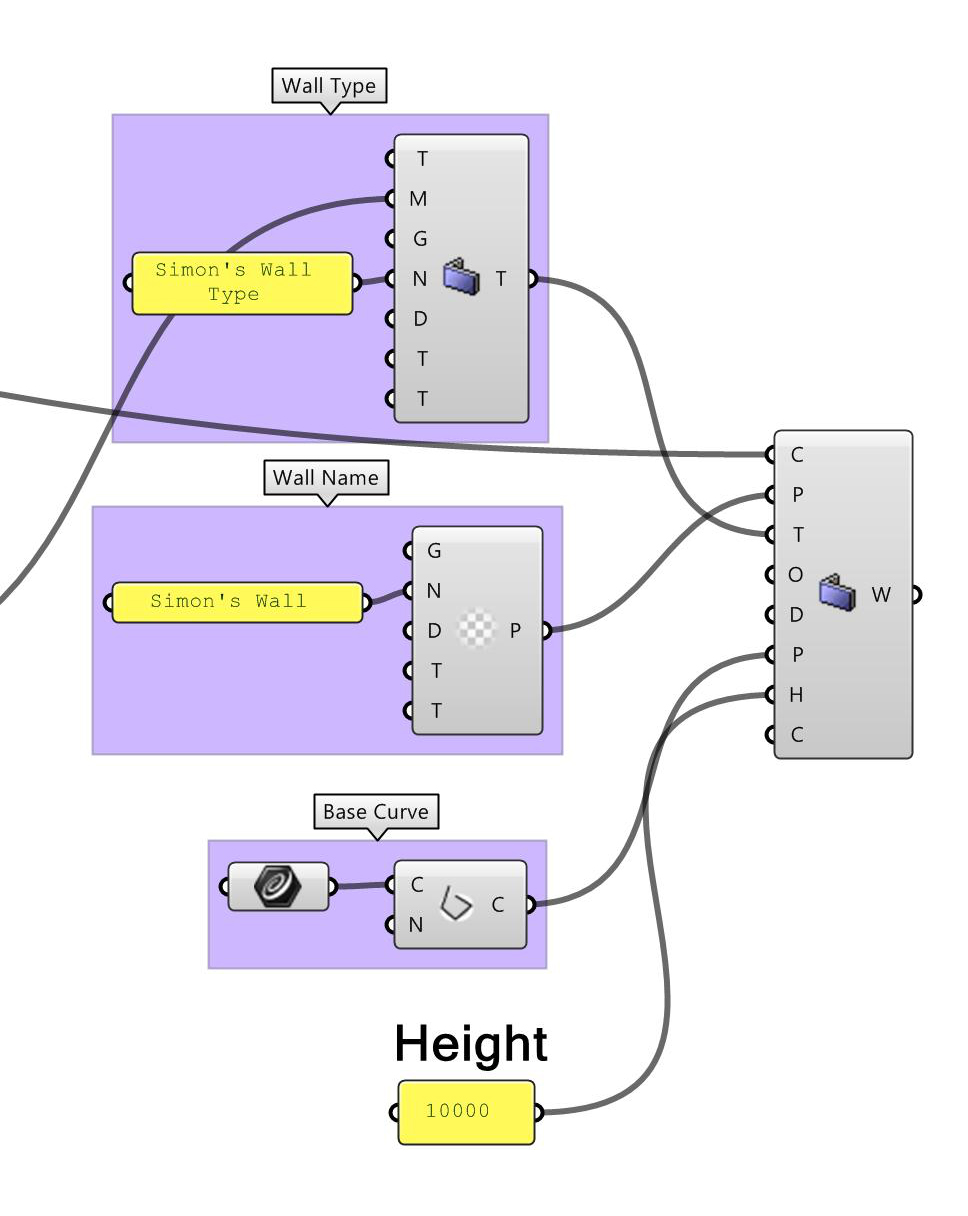 Wall Type
T
M
G
Simon's Wall
Type
N
T
D
T
T
Wall Name
G
Simon's Wall
N
D
P
T
T
Base Curve
C
C
N
Height
10000
C
P
T
O
W
D
P
H
C